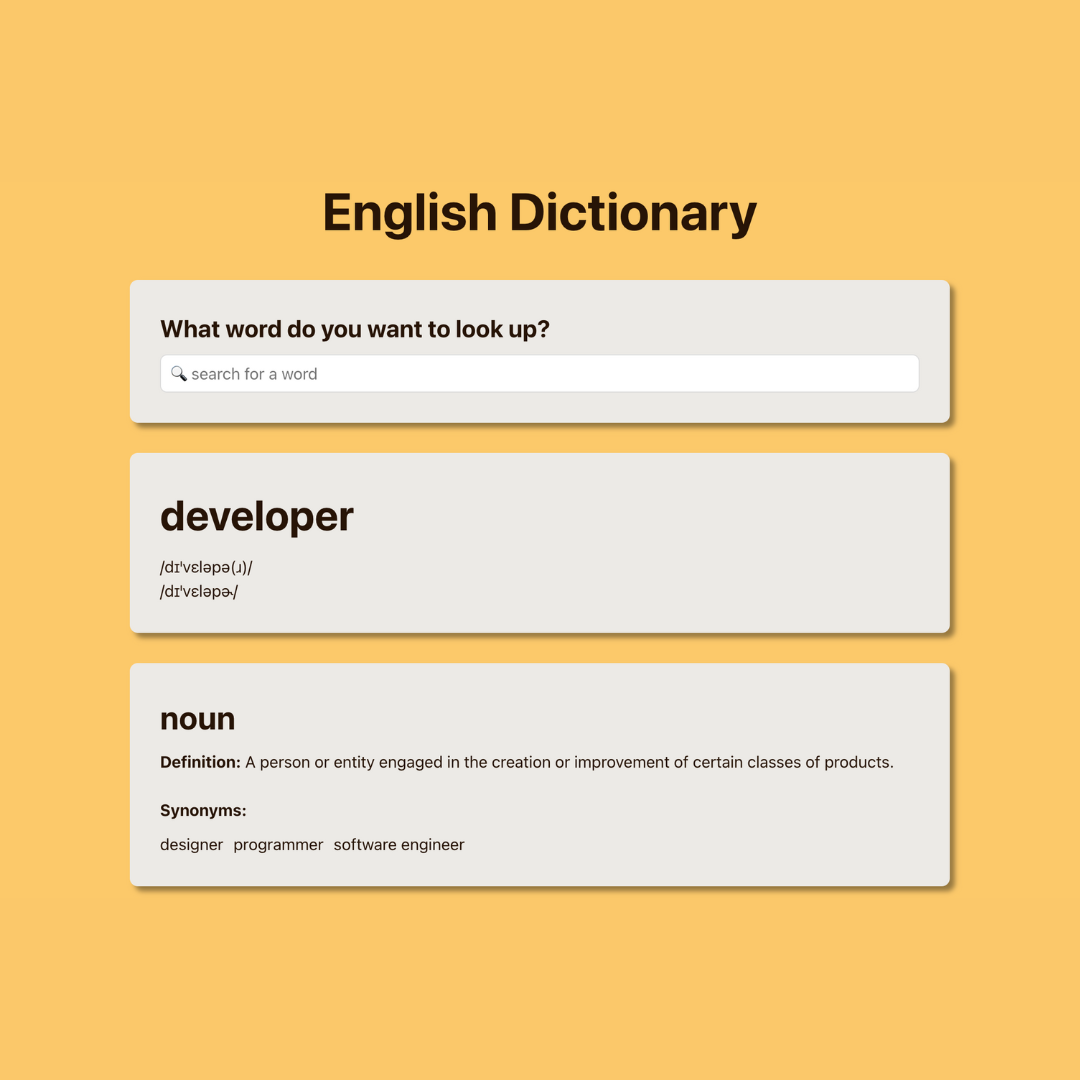 English Dictionary
What word do you want to look up?
🔍 search for a word
developer
/dɪˈvɛləpə(ɹ)/
/dɪˈvɛləpɚ/
noun
Definition: A person or entity engaged in the creation or improvement of certain classes of products.
Synonyms:
designer programmer software engineer